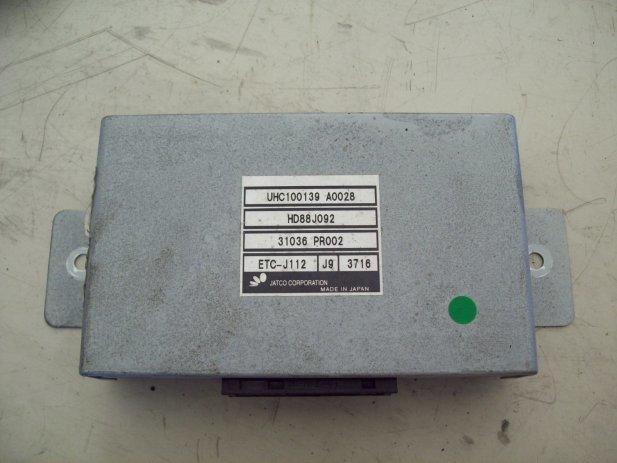 UHC100139 A0028
HD88J092
31036 PR002
ETC-J112 J9 3716
JATCO CORPORATION
MADE IN JAPAN